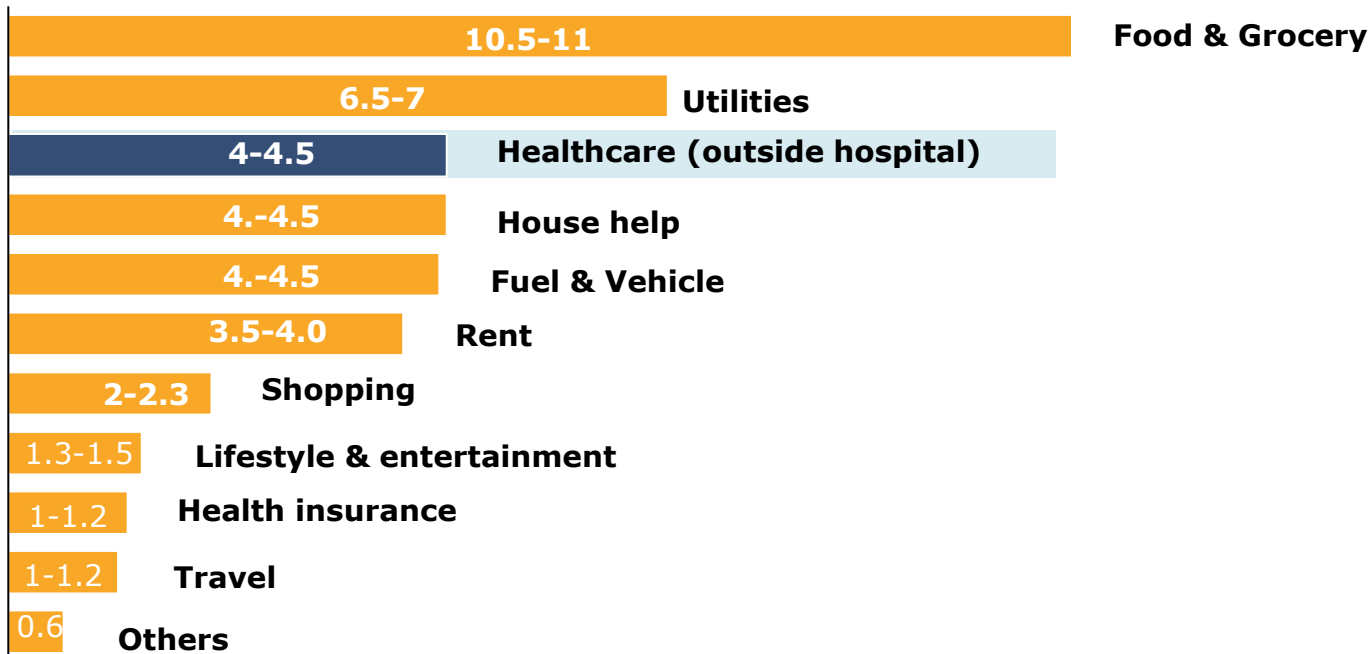 10.5-11 Food & Grocery
6.5-7 Utilities
4-4.5 Healthcare (outside hospital)
4.-4.5 House help
4.-4.5 Fuel & Vehicle
3.5-4.0 Rent
2-2.3 Shopping
1.3-1.5 Lifestyle & entertainment
1-1.2 Health insurance
1-1.2 Travel
0.6 Others